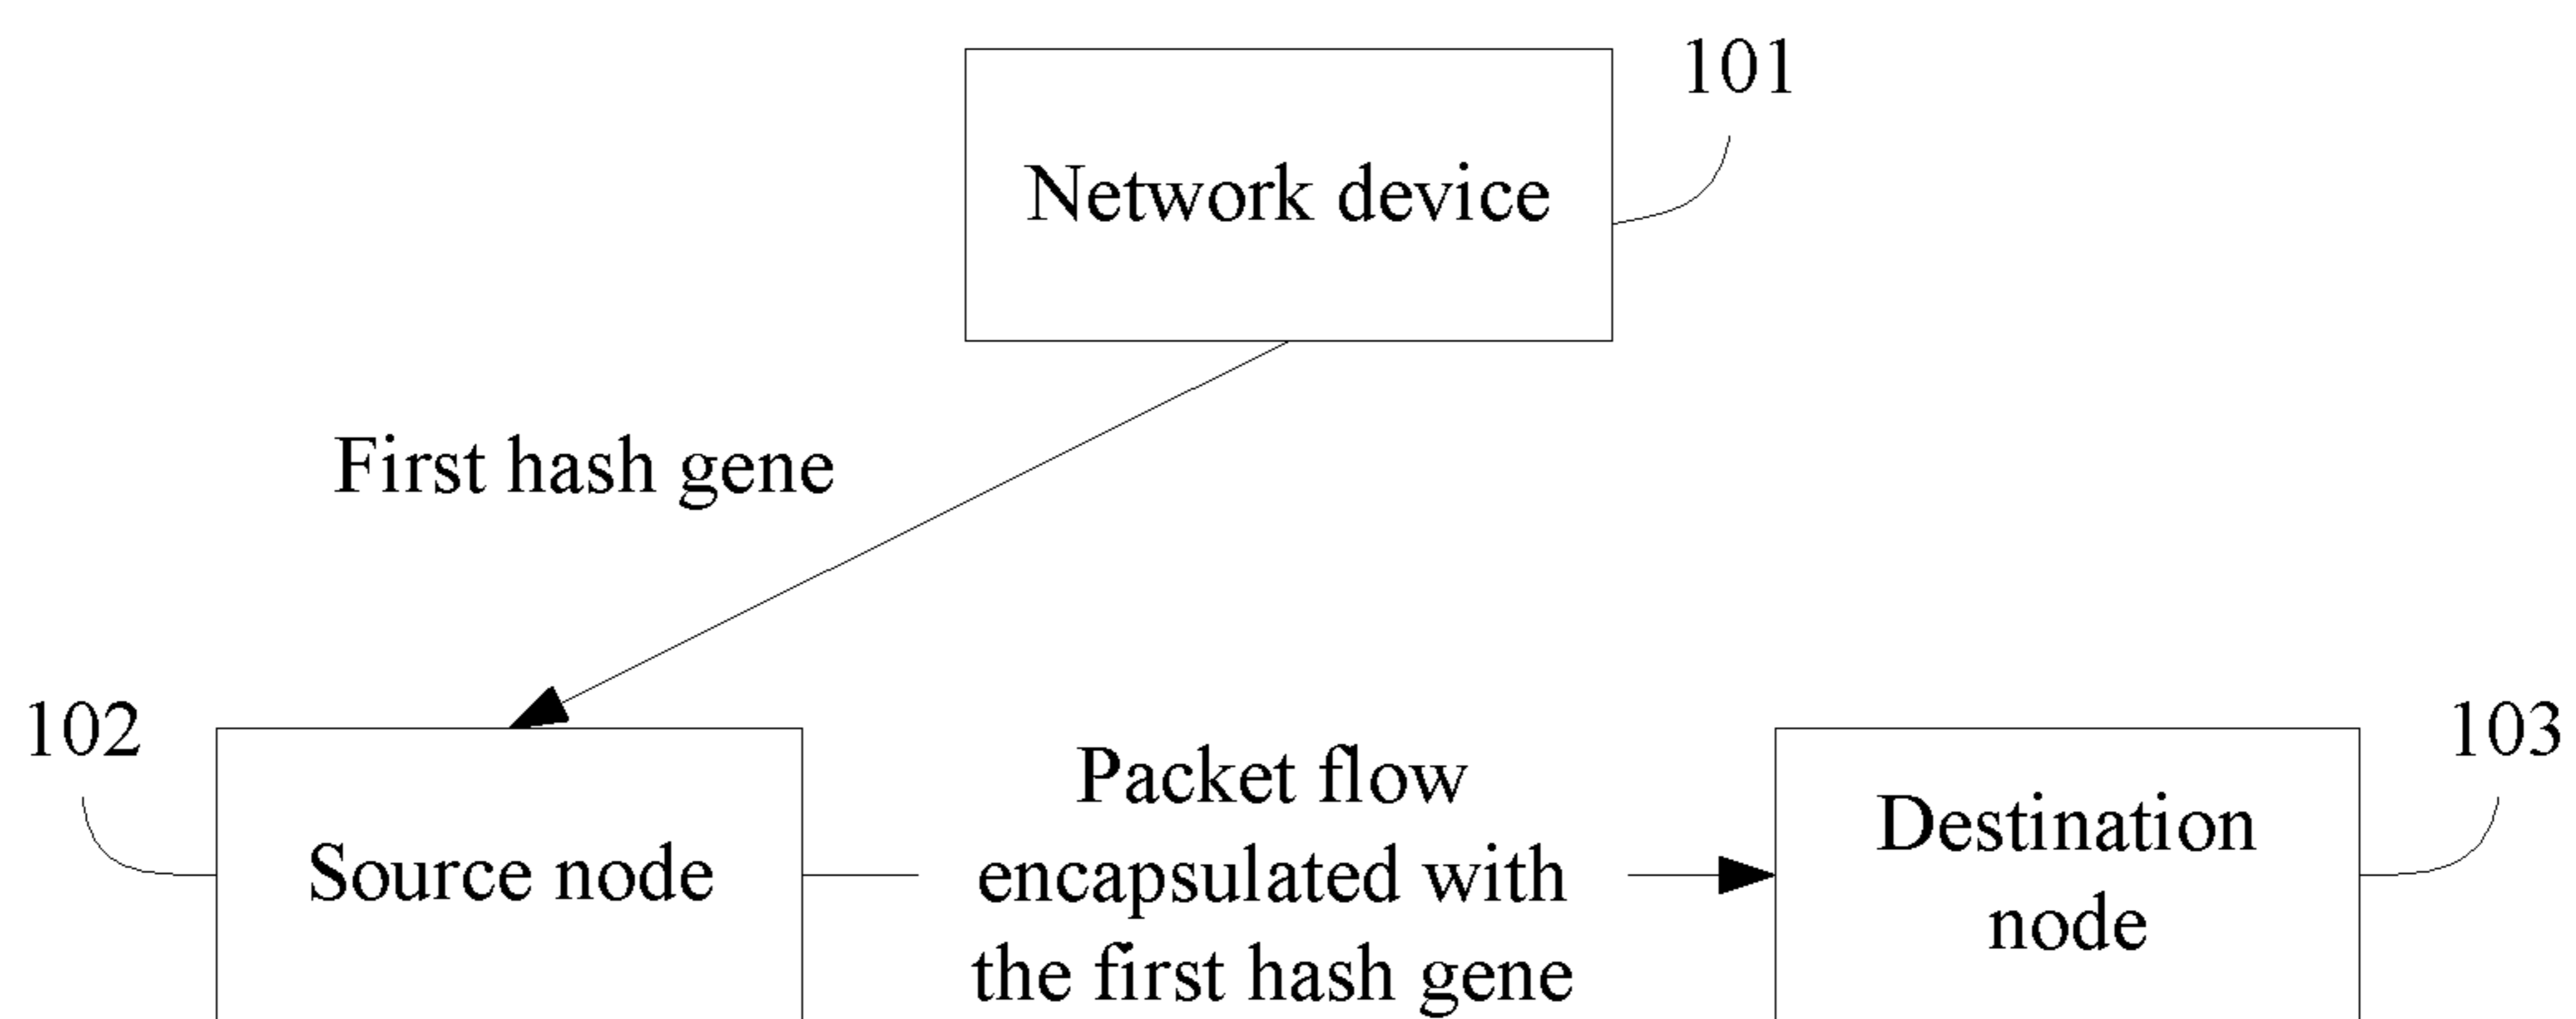 101
Network device
First hash gene
102
Source node
Packet flow
encapsulated with
the first hash gene
103
Destination
node